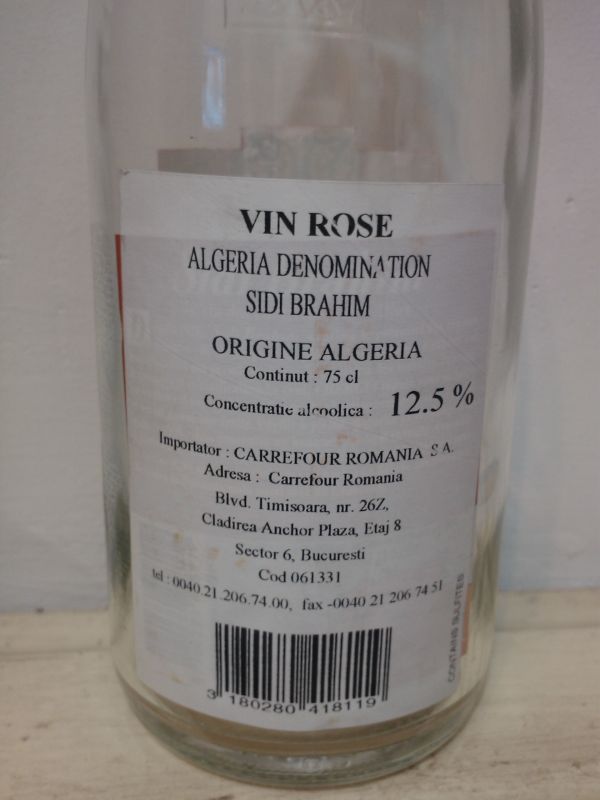 VIN ROSE
ALGERIA DENOMINATION
SIDI BRAHIM
ORIGINE ALGERIA
Continut : 75 cl
Concentratie alcoolica : 12.5 %
Importator : CARREFOUR ROMANIA S A.
Adresa : Carrefour Romania
Blvd. Timisoara, nr. 26Z,
Cladirea Anchor Plaza, Etaj 8
Sector 6, Bucuresti
Cod 061331
tel : 0040.21.206.74.00, fax -0040 21 206 74 51
CONTAINS SULFITES
3 180280 418119